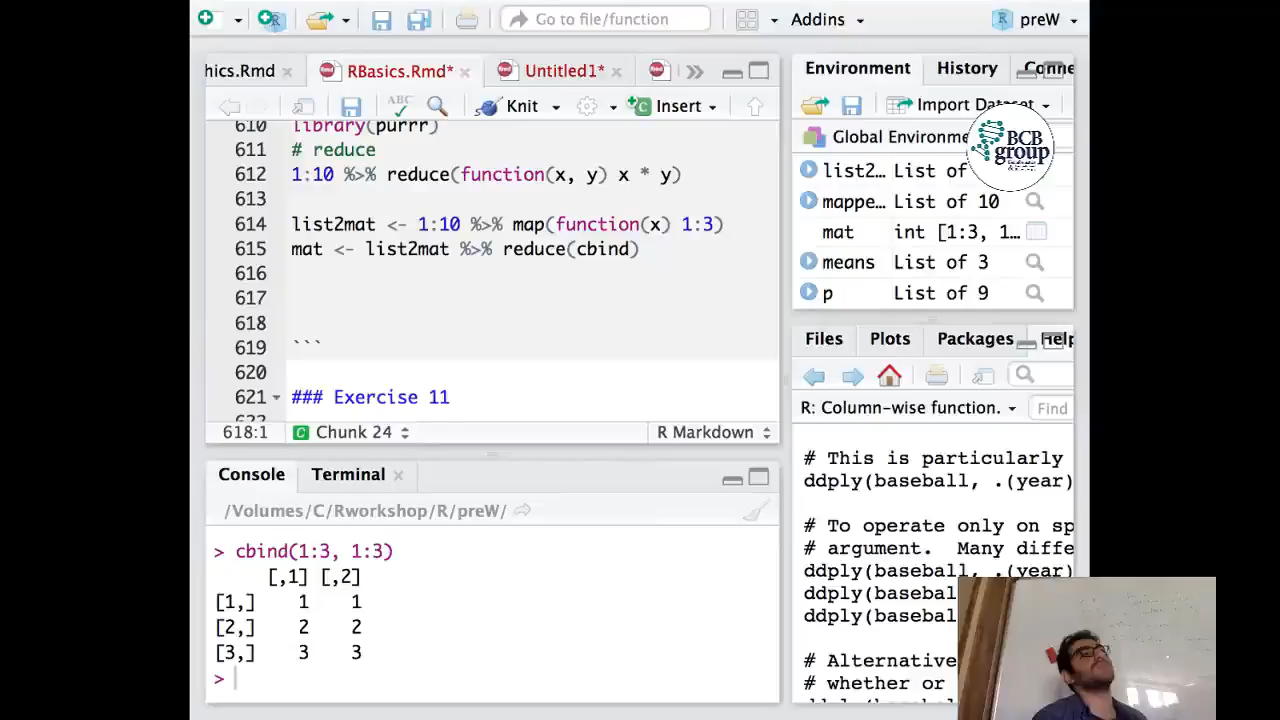 Go to file/function
Addins
preW
hics.Rmd
RBasics.Rmd*
Untitled1*
ABC
Knit
Insert
610 library(purrr)
611 # reduce
612 1:10 %>% reduce(function(x, y) x * y)
613
614 list2mat <- 1:10 %>% map(function(x) 1:3)
615 mat <- list2mat %>% reduce(cbind)
616
617
618
619 ```
620
621 ### Exercise 11
622
618:1
Chunk 24
R Markdown
Console
Terminal
/Volumes/C/Rworkshop/R/preW/
> cbind(1:3, 1:3)
[,1] [,2]
[1,] 1 1
[2,] 2 2
[3,] 3 3
>
Environment
History
Conne
Import Dataset
Global Environme
BCB
group
list2… List of
mappe… List of 10
mat int [1:3, 1…
means List of 3
p List of 9
Files
Plots
Packages
Help
R: Column-wise function.
Find
# This is particularly
ddply(baseball, .(year)
# To operate only on sp
# argument. Many diffe
ddply(baseball, .(year)
ddply(baseb
ddply(baseb
# Alternative
# whether or